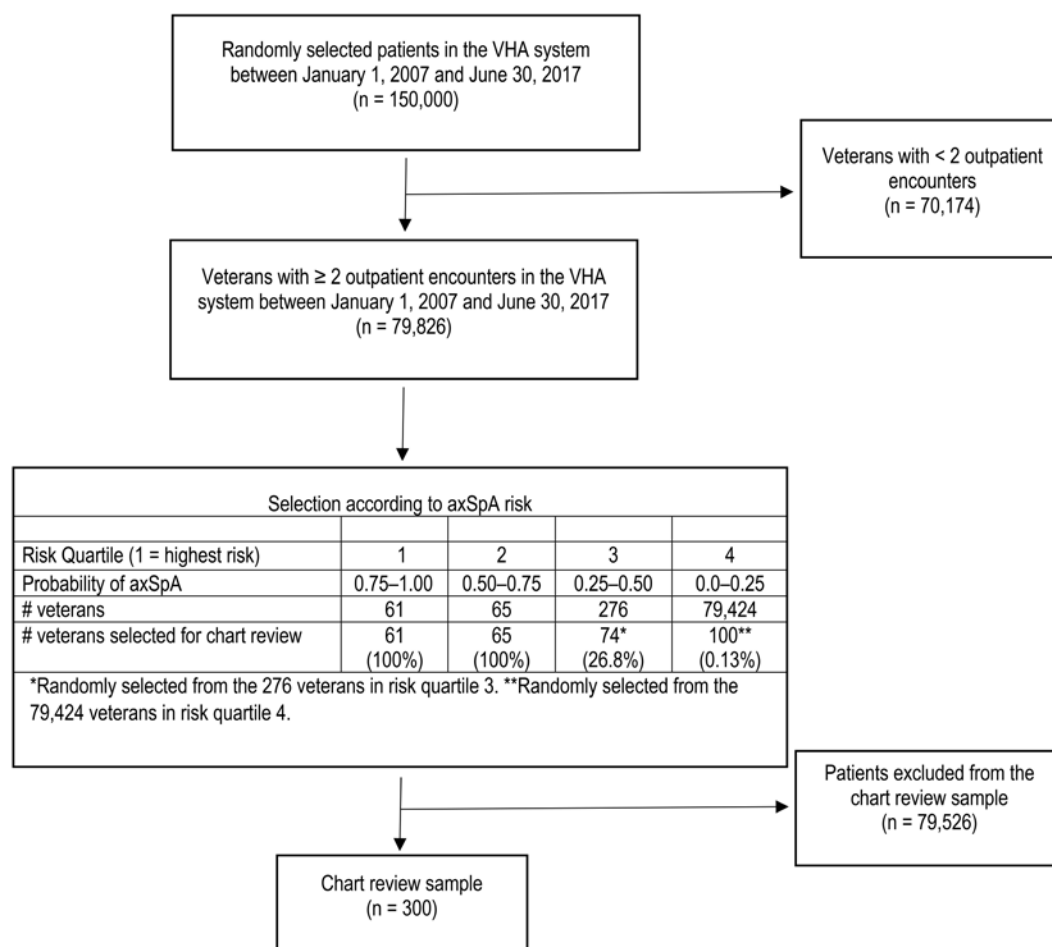 Randomly selected patients in the VHA system
between January 1, 2007 and June 30, 2017
(n = 150,000)
Veterans with < 2 outpatient
encounters
(n = 70,174)
Veterans with ≥ 2 outpatient encounters in the VHA
system between January 1, 2007 and June 30, 2017
(n = 79,826)
Selection according to axSpA risk
Risk Quartile (1 = highest risk) 1 2 3 4
Probability of axSpA 0.75–1.00 0.50–0.75 0.25–0.50 0.0–0.25
# veterans 61 65 276 79,424
# veterans selected for chart review 61 65 74* 100**
(100%) (100%) (26.8%) (0.13%)
*Randomly selected from the 276 veterans in risk quartile 3. **Randomly selected from the
79,424 veterans in risk quartile 4.
Patients excluded from the
chart review sample
(n = 79,526)
Chart review sample
(n = 300)